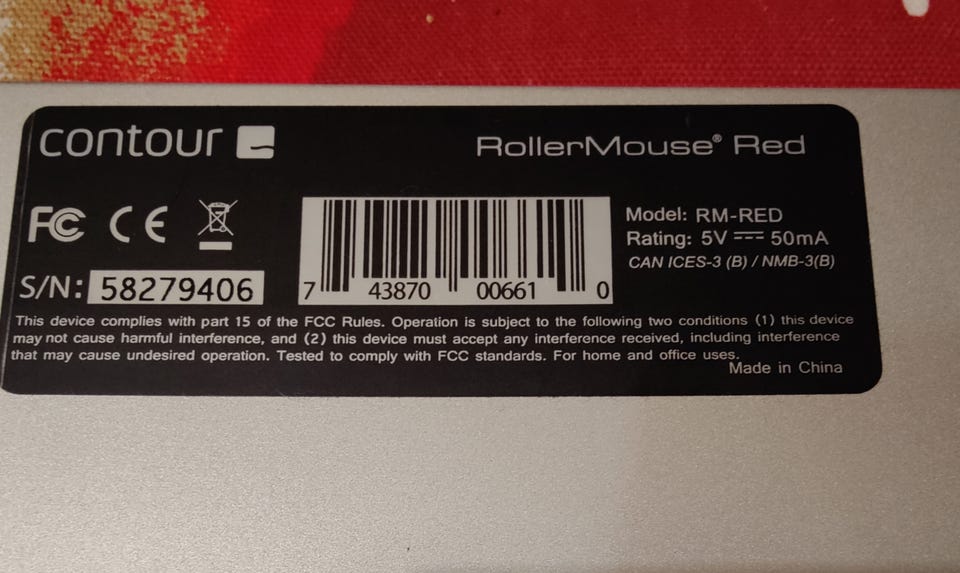 contour
RollerMouse® Red
FC CE
Model: RM-RED
Rating: 5V ⎓ 50mA
CAN ICES-3 (B) / NMB-3(B)
S/N: 58279406
7 43870 00661 0
This device complies with part 15 of the FCC Rules. Operation is subject to the following two conditions (1) this device
may not cause harmful interference, and (2) this device must accept any interference received, including interference
that may cause undesired operation. Tested to comply with FCC standards. For home and office uses.
Made in China